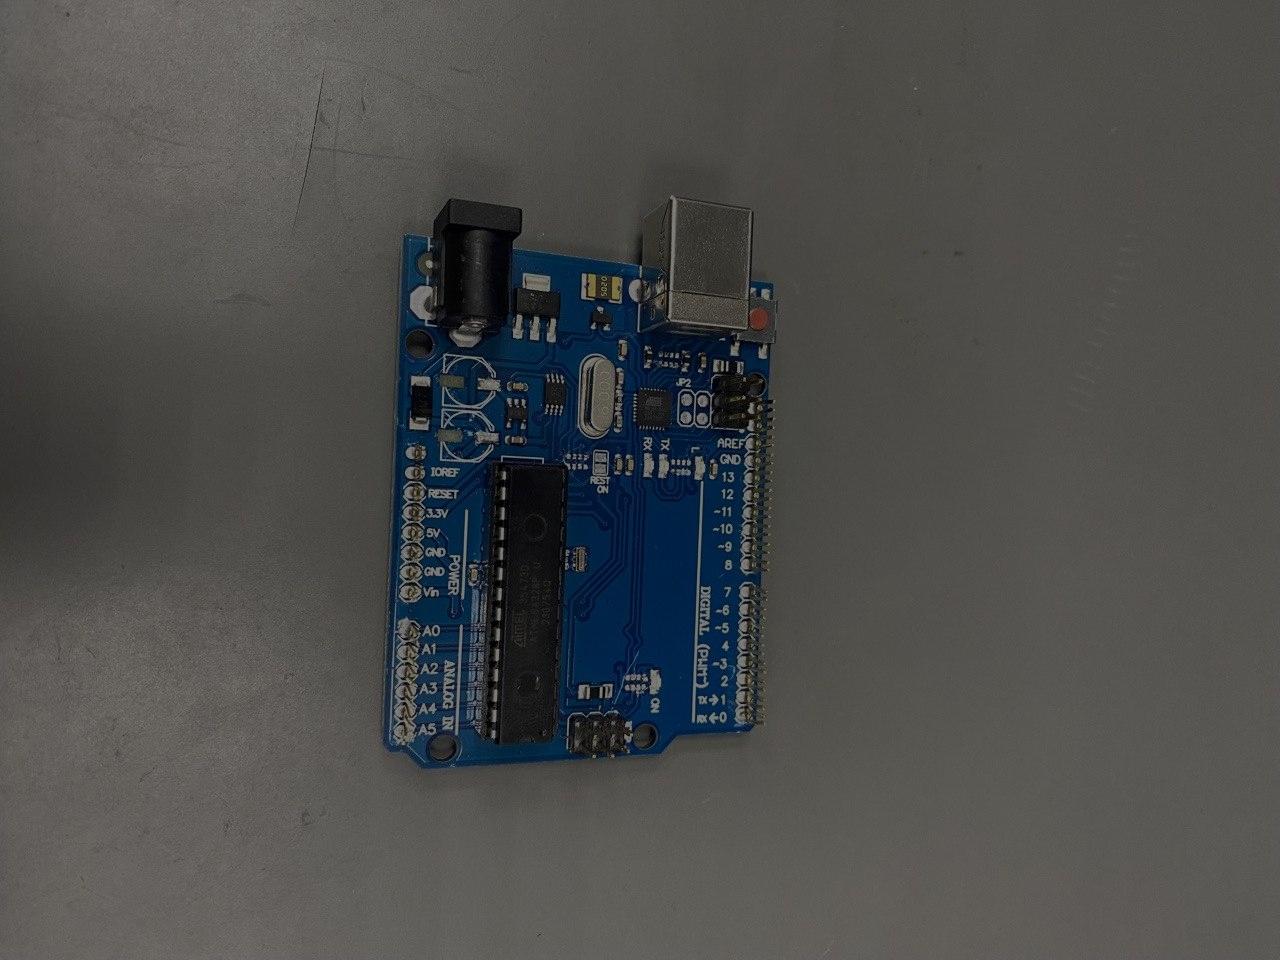 JP2
RX
TX
L
REST
ON
AREF
GND
13
12
~11
~10
~9
8
7
~6
~5
4
~3
2
TX→1
RX←0
DIGITAL (PWM~)
ON
IOREF
RESET
3.3V
5V
GND
GND
Vin
POWER
A0
A1
A2
A3
A4
A5
ANALOG IN
ATMEL